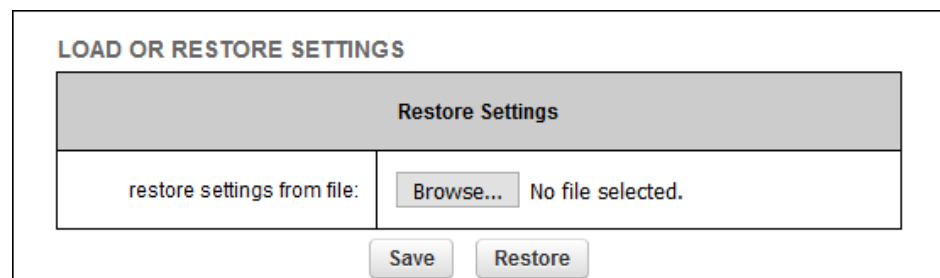 LOAD OR RESTORE SETTINGS
Restore Settings
restore settings from file: Browse... No file selected.
Save Restore